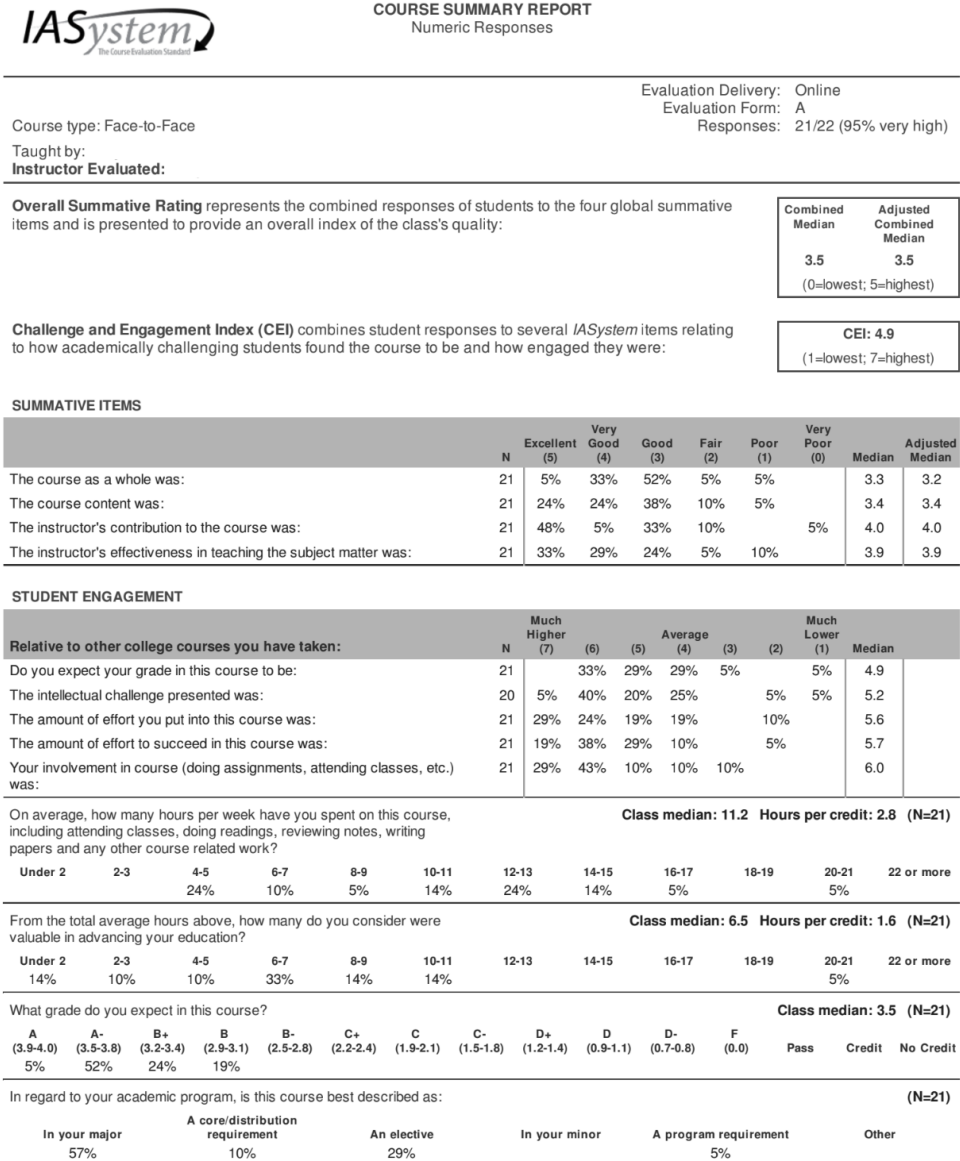 IASystem
The Course Evaluation Standard
COURSE SUMMARY REPORT
Numeric Responses
Evaluation Delivery: Online
Evaluation Form: A
Course type: Face-to-Face Responses: 21/22 (95% very high)
Taught by:
Instructor Evaluated:
Overall Summative Rating represents the combined responses of students to the four global summative
items and is presented to provide an overall index of the class's quality:
Combined Adjusted
Median Combined
Median
3.5 3.5
(0=lowest; 5=highest)
Challenge and Engagement Index (CEI) combines student responses to several IASystem items relating
to how academically challenging students found the course to be and how engaged they were:
CEI: 4.9
(1=lowest; 7=highest)
SUMMATIVE ITEMS
Very Very
Excellent Good Good Fair Poor Poor Adjusted
N (5) (4) (3) (2) (1) (0) Median Median
The course as a whole was: 21 5% 33% 52% 5% 5% 3.3 3.2
The course content was: 21 24% 24% 38% 10% 5% 3.4 3.4
The instructor's contribution to the course was: 21 48% 5% 33% 10% 5% 4.0 4.0
The instructor's effectiveness in teaching the subject matter was: 21 33% 29% 24% 5% 10% 3.9 3.9
STUDENT ENGAGEMENT
Much Much
Higher Average Lower
Relative to other college courses you have taken: N (7) (6) (5) (4) (3) (2) (1) Median
Do you expect your grade in this course to be: 21 33% 29% 29% 5% 5% 4.9
The intellectual challenge presented was: 20 5% 40% 20% 25% 5% 5% 5.2
The amount of effort you put into this course was: 21 29% 24% 19% 19% 10% 5.6
The amount of effort to succeed in this course was: 21 19% 38% 29% 10% 5% 5.7
Your involvement in course (doing assignments, attending classes, etc.) 21 29% 43% 10% 10% 10% 6.0
was:
On average, how many hours per week have you spent on this course, Class median: 11.2 Hours per credit: 2.8 (N=21)
including attending classes, doing readings, reviewing notes, writing
papers and any other course related work?
Under 2 2-3 4-5 6-7 8-9 10-11 12-13 14-15 16-17 18-19 20-21 22 or more
24% 10% 5% 14% 24% 14% 5% 5%
From the total average hours above, how many do you consider were Class median: 6.5 Hours per credit: 1.6 (N=21)
valuable in advancing your education?
Under 2 2-3 4-5 6-7 8-9 10-11 12-13 14-15 16-17 18-19 20-21 22 or more
14% 10% 10% 33% 14% 14% 5%
What grade do you expect in this course? Class median: 3.5 (N=21)
A A- B+ B B- C+ C C- D+ D D- F
(3.9-4.0) (3.5-3.8) (3.2-3.4) (2.9-3.1) (2.5-2.8) (2.2-2.4) (1.9-2.1) (1.5-1.8) (1.2-1.4) (0.9-1.1) (0.7-0.8) (0.0) Pass Credit No Credit
5% 52% 24% 19%
In regard to your academic program, is this course best described as: (N=21)
A core/distribution
In your major requirement An elective In your minor A program requirement Other
57% 10% 29% 5%